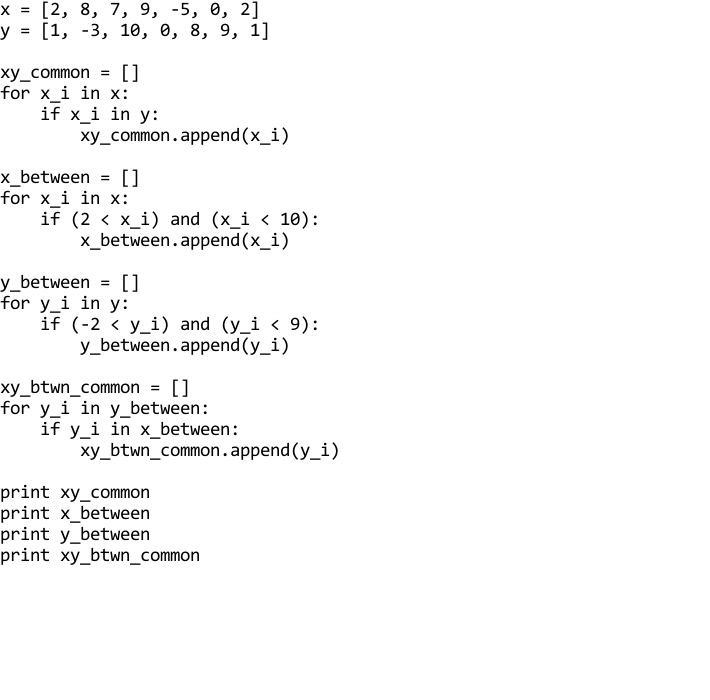 x = [2, 8, 7, 9, -5, 0, 2]
y = [1, -3, 10, 0, 8, 9, 1]

xy_common = []
for x_i in x:
    if x_i in y:
        xy_common.append(x_i)

x_between = []
for x_i in x:
    if (2 < x_i) and (x_i < 10):
        x_between.append(x_i)

y_between = []
for y_i in y:
    if (-2 < y_i) and (y_i < 9):
        y_between.append(y_i)

xy_btwn_common = []
for y_i in y_between:
    if y_i in x_between:
        xy_btwn_common.append(y_i)

print xy_common
print x_between
print y_between
print xy_btwn_common